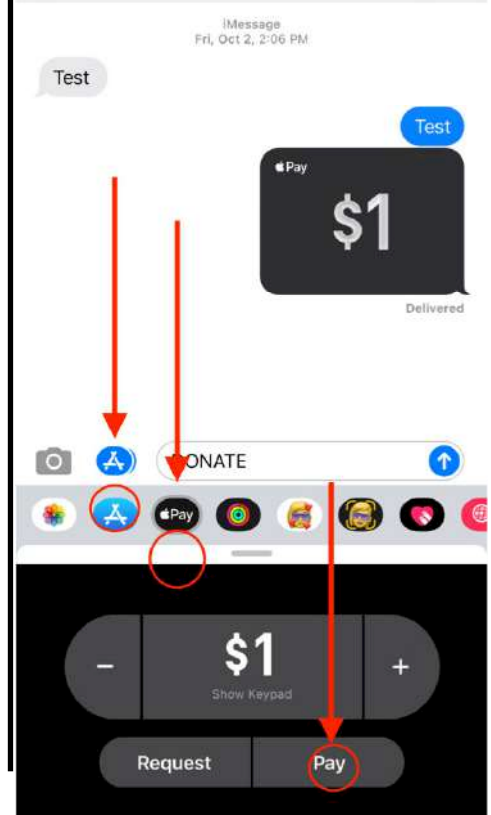 iMessage
Fri, Oct 2, 2:06 PM
Test
Test
Pay
$1
Delivered
ONATE
Pay
$1
Show Keypad
Request
Pay